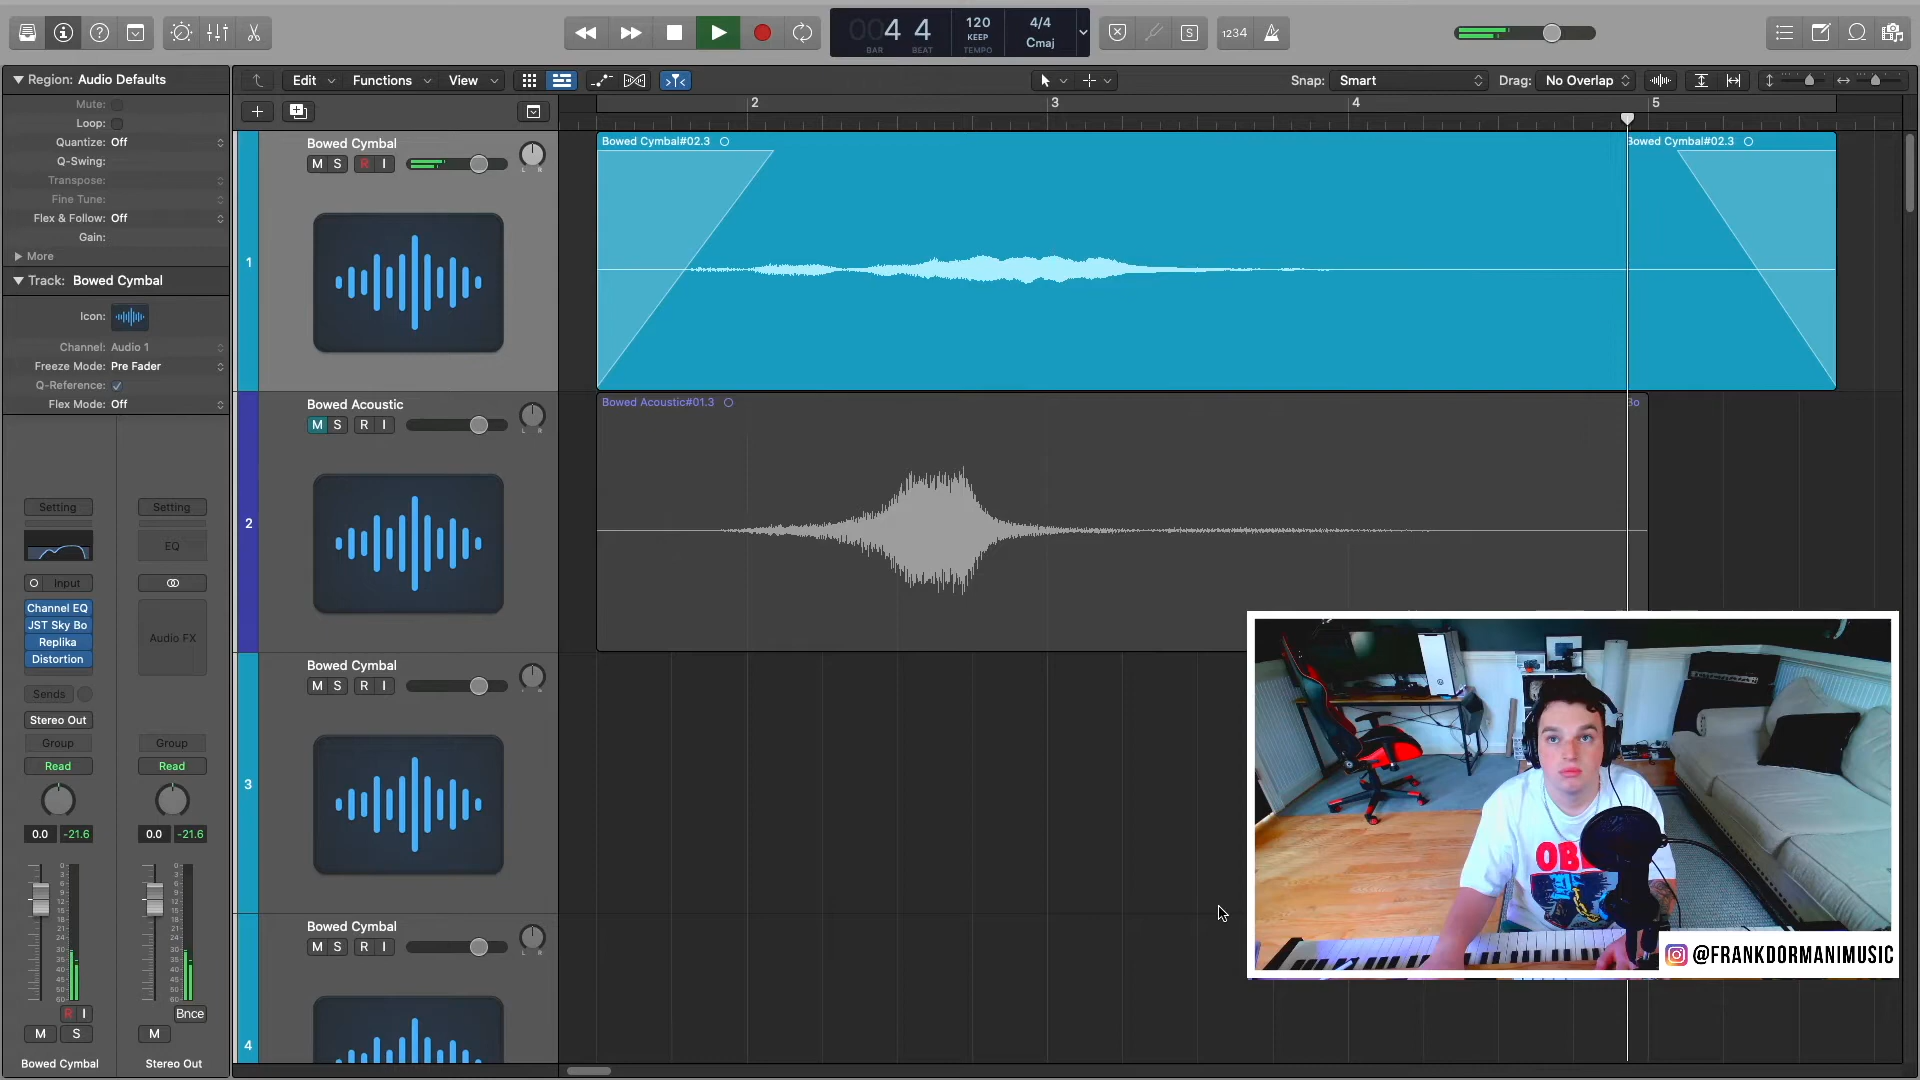 4 4
BAR
BEAT
120
KEEP
TEMPO
4/4
Cmaj
S
1234
Region: Audio Defaults
Mute:
Loop:
Quantize: Off
Q-Swing:
Transpose:
Fine Tune:
Flex & Follow: Off
Gain:
More
Track: Bowed Cymbal
Icon:
Channel: Audio 1
Freeze Mode: Pre Fader
Q-Reference:
Flex Mode: Off
Setting
Setting
EQ
Input
Channel EQ
JST Sky Bo
Replika
Distortion
Audio FX
Sends
Stereo Out
Group
Group
Read
Read
0.0
-21.6
0.0
-21.6
R I
Bnce
M S
M
Bowed Cymbal
Stereo Out
Edit
Functions
View
Snap: Smart
Drag: No Overlap
2
3
4
5
1
Bowed Cymbal
M S R I
L R
Bowed Cymbal#02.3
Bowed Cymbal#02.3
2
Bowed Acoustic
M S R I
L R
Bowed Acoustic#01.3
Bo
3
Bowed Cymbal
M S R I
L R
4
Bowed Cymbal
M S R I
L R
@FRANKDORMANIMUSIC